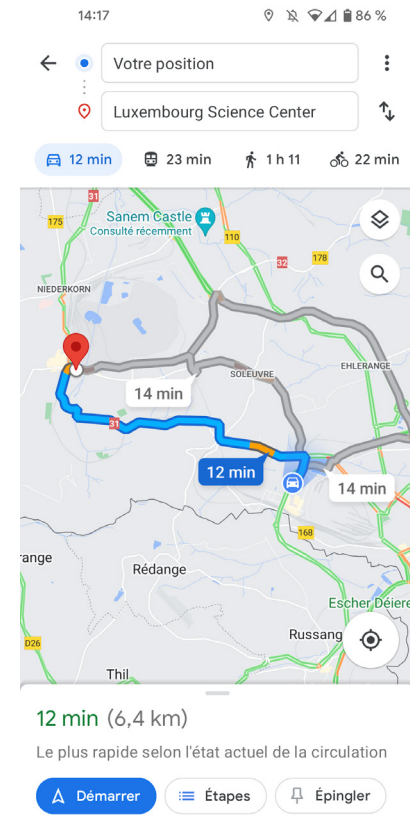 14:17
86 %
Votre position
Luxembourg Science Center
12 min
23 min
1 h 11
22 min
31
175
Sanem Castle
Consulté récemment
110
32
178
NIEDERKORN
EHLERANGE
SOLEUVRE
14 min
31
12 min
14 min
168
ange
Rédange
Escher Déiere
Russang
D26
Thil
12 min (6,4 km)
Le plus rapide selon l'état actuel de la circulation
Démarrer
Étapes
Épingler